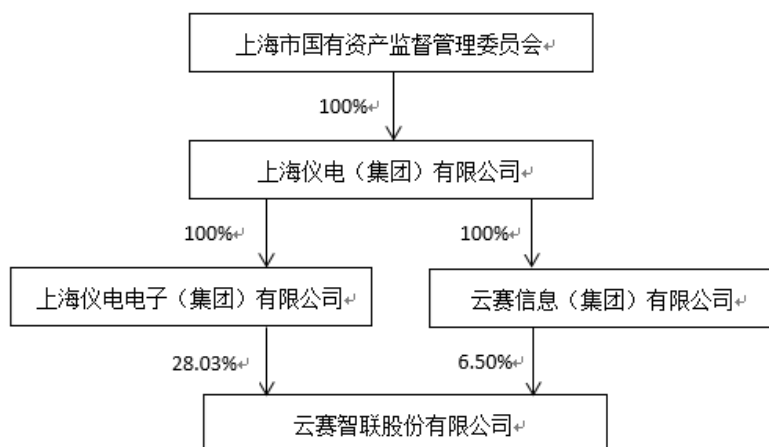 上海市国有资产监督管理委员会↵
100%↵
上海仪电（集团）有限公司↵
100%↵ 100%↵
上海仪电电子（集团）有限公司↵ 云赛信息（集团）有限公司↵
28.03%↵ 6.50%↵
云赛智联股份有限公司↵